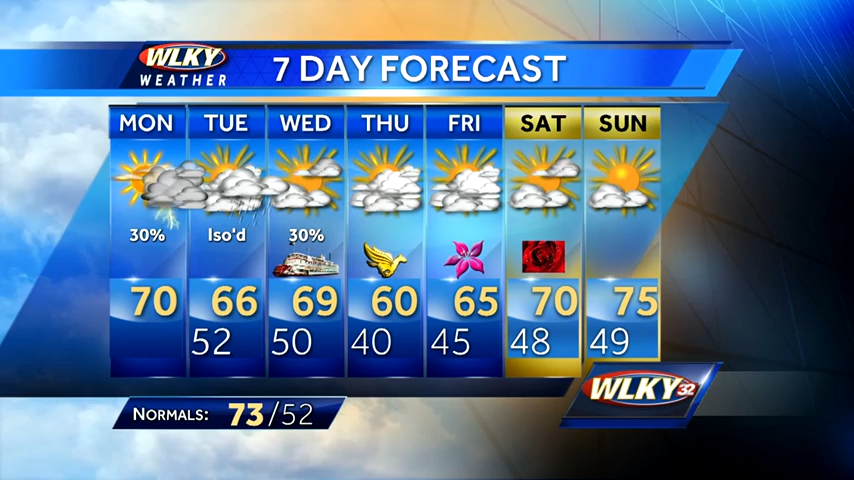 WLKY
WEATHER
7 DAY FORECAST
MON TUE WED THU FRI SAT SUN
30% Iso'd 30%
70 66 69 60 65 70 75
52 50 40 45 48 49
WLKY 32
NORMALS: 73/52